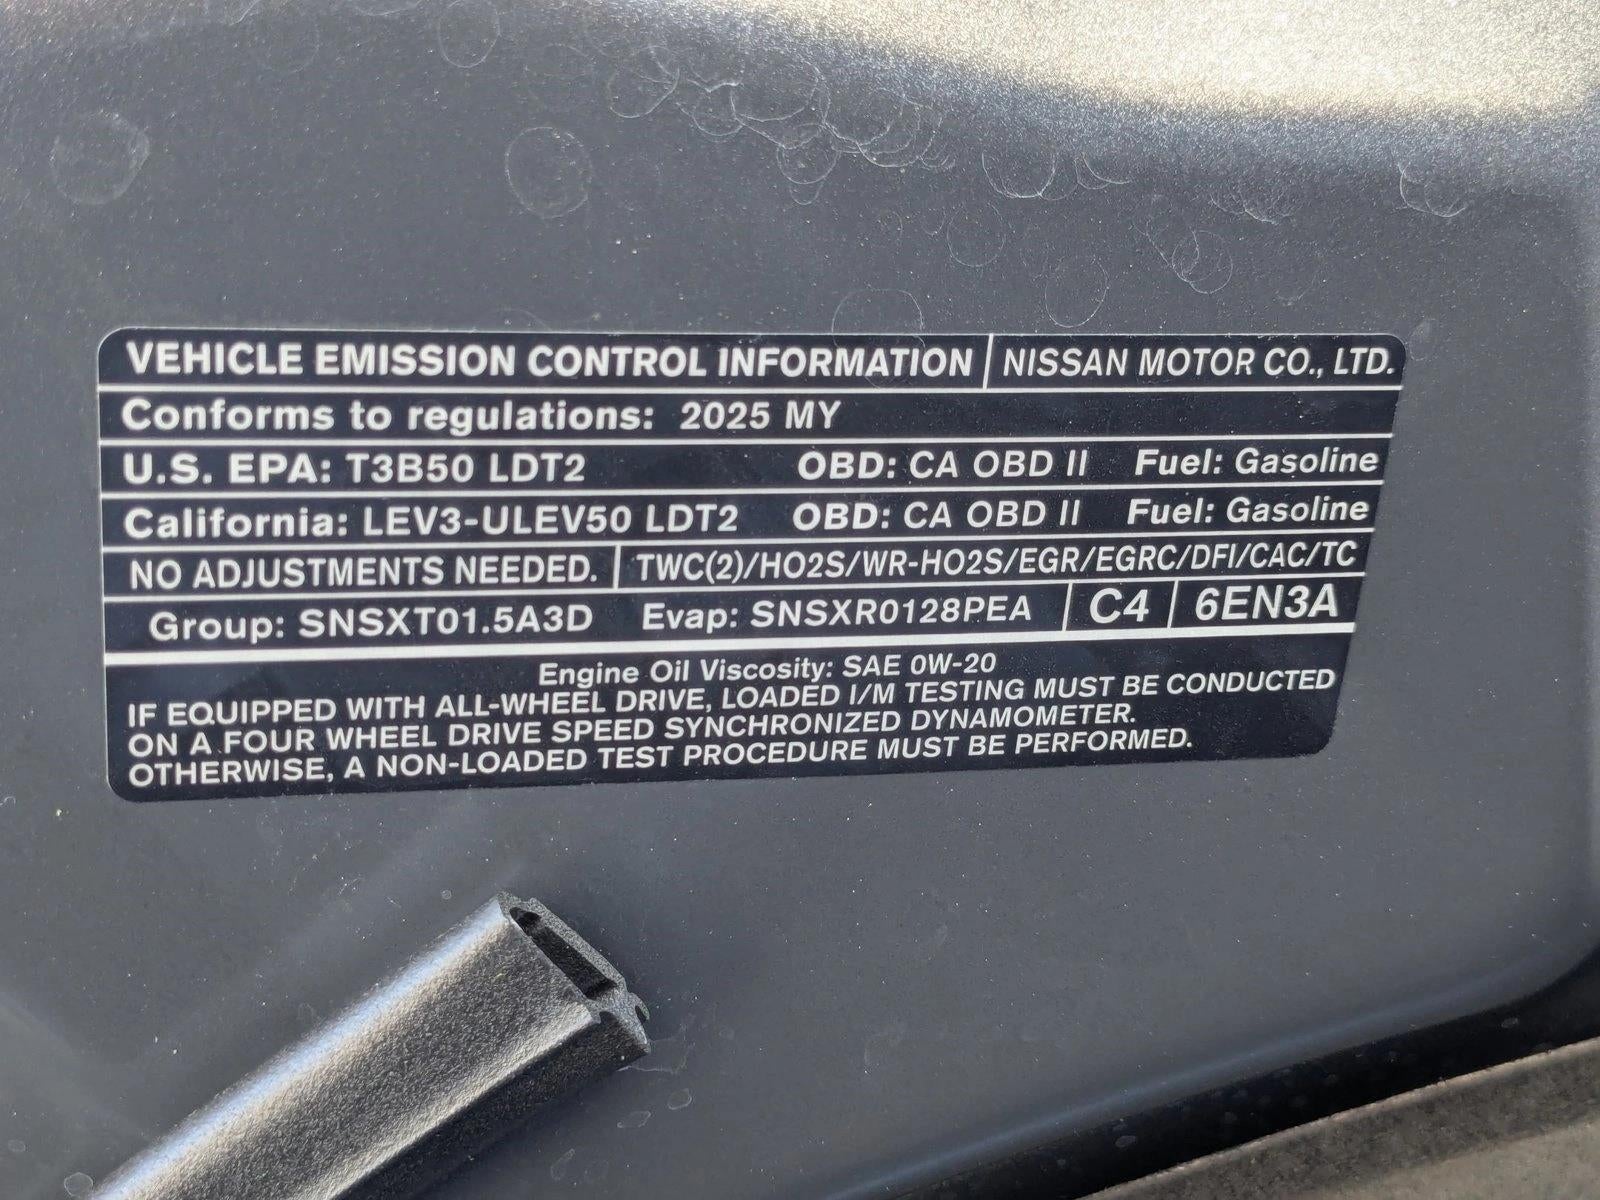 VEHICLE EMISSION CONTROL INFORMATION NISSAN MOTOR CO., LTD.
Conforms to regulations: 2025 MY
U.S. EPA: T3B50 LDT2 OBD: CA OBD II Fuel: Gasoline
California: LEV3-ULEV50 LDT2 OBD: CA OBD II Fuel: Gasoline
NO ADJUSTMENTS NEEDED. TWC(2)/HO2S/WR-HO2S/EGR/EGRC/DFI/CAC/TC
Group: SNSXT01.5A3D Evap: SNSXR0128PEA C4 6EN3A
Engine Oil Viscosity: SAE 0W-20
IF EQUIPPED WITH ALL-WHEEL DRIVE, LOADED I/M TESTING MUST BE CONDUCTED
ON A FOUR WHEEL DRIVE SPEED SYNCHRONIZED DYNAMOMETER.
OTHERWISE, A NON-LOADED TEST PROCEDURE MUST BE PERFORMED.